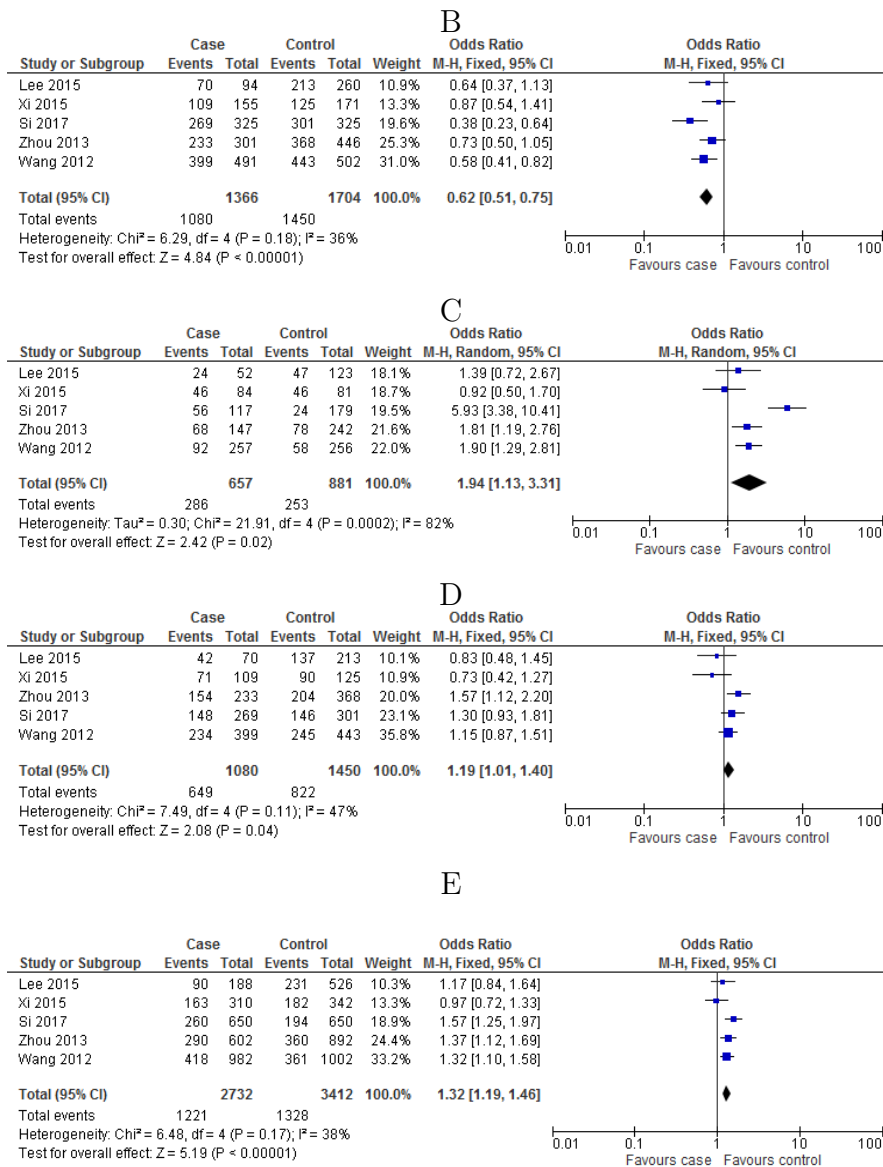 B
Case Control Odds Ratio Odds Ratio
Study or Subgroup Events Total Events Total Weight M-H, Fixed, 95% CI M-H, Fixed, 95% CI
Lee 2015 70 94 213 260 10.9% 0.64 [0.37, 1.13]
Xi 2015 109 155 125 171 13.3% 0.87 [0.54, 1.41]
Si 2017 269 325 301 325 19.6% 0.38 [0.23, 0.64]
Zhou 2013 233 301 368 446 25.3% 0.73 [0.50, 1.05]
Wang 2012 399 491 443 502 31.0% 0.58 [0.41, 0.82]
Total (95% CI) 1366 1704 100.0% 0.62 [0.51, 0.75]
Total events 1080 1450
Heterogeneity: Chi² = 6.29, df = 4 (P = 0.18); I² = 36%
Test for overall effect: Z = 4.84 (P < 0.00001)
0.01 0.1 1 10 100
Favours case Favours control
C
Case Control Odds Ratio Odds Ratio
Study or Subgroup Events Total Events Total Weight M-H, Random, 95% CI M-H, Random, 95% CI
Lee 2015 24 52 47 123 18.1% 1.39 [0.72, 2.67]
Xi 2015 46 84 46 81 18.7% 0.92 [0.50, 1.70]
Si 2017 56 117 24 179 19.5% 5.93 [3.38, 10.41]
Zhou 2013 68 147 78 242 21.6% 1.81 [1.19, 2.76]
Wang 2012 92 257 58 256 22.0% 1.90 [1.29, 2.81]
Total (95% CI) 657 881 100.0% 1.94 [1.13, 3.31]
Total events 286 253
Heterogeneity: Tau² = 0.30; Chi² = 21.91, df = 4 (P = 0.0002); I² = 82%
Test for overall effect: Z = 2.42 (P = 0.02)
0.01 0.1 1 10 100
Favours case Favours control
D
Case Control Odds Ratio Odds Ratio
Study or Subgroup Events Total Events Total Weight M-H, Fixed, 95% CI M-H, Fixed, 95% CI
Lee 2015 42 70 137 213 10.1% 0.83 [0.48, 1.45]
Xi 2015 71 109 90 125 10.9% 0.73 [0.42, 1.27]
Zhou 2013 154 233 204 368 20.0% 1.57 [1.12, 2.20]
Si 2017 148 269 146 301 23.1% 1.30 [0.93, 1.81]
Wang 2012 234 399 245 443 35.8% 1.15 [0.87, 1.51]
Total (95% CI) 1080 1450 100.0% 1.19 [1.01, 1.40]
Total events 649 822
Heterogeneity: Chi² = 7.49, df = 4 (P = 0.11); I² = 47%
Test for overall effect: Z = 2.08 (P = 0.04)
0.01 0.1 1 10 100
Favours case Favours control
E
Case Control Odds Ratio Odds Ratio
Study or Subgroup Events Total Events Total Weight M-H, Fixed, 95% CI M-H, Fixed, 95% CI
Lee 2015 90 188 231 526 10.3% 1.17 [0.84, 1.64]
Xi 2015 163 310 182 342 13.3% 0.97 [0.72, 1.33]
Si 2017 260 650 194 650 18.9% 1.57 [1.25, 1.97]
Zhou 2013 290 602 360 892 24.4% 1.37 [1.12, 1.69]
Wang 2012 418 982 361 1002 33.2% 1.32 [1.10, 1.58]
Total (95% CI) 2732 3412 100.0% 1.32 [1.19, 1.46]
Total events 1221 1328
Heterogeneity: Chi² = 6.48, df = 4 (P = 0.17); I² = 38%
Test for overall effect: Z = 5.19 (P < 0.00001)
0.01 0.1 1 10 100
Favours case Favours control